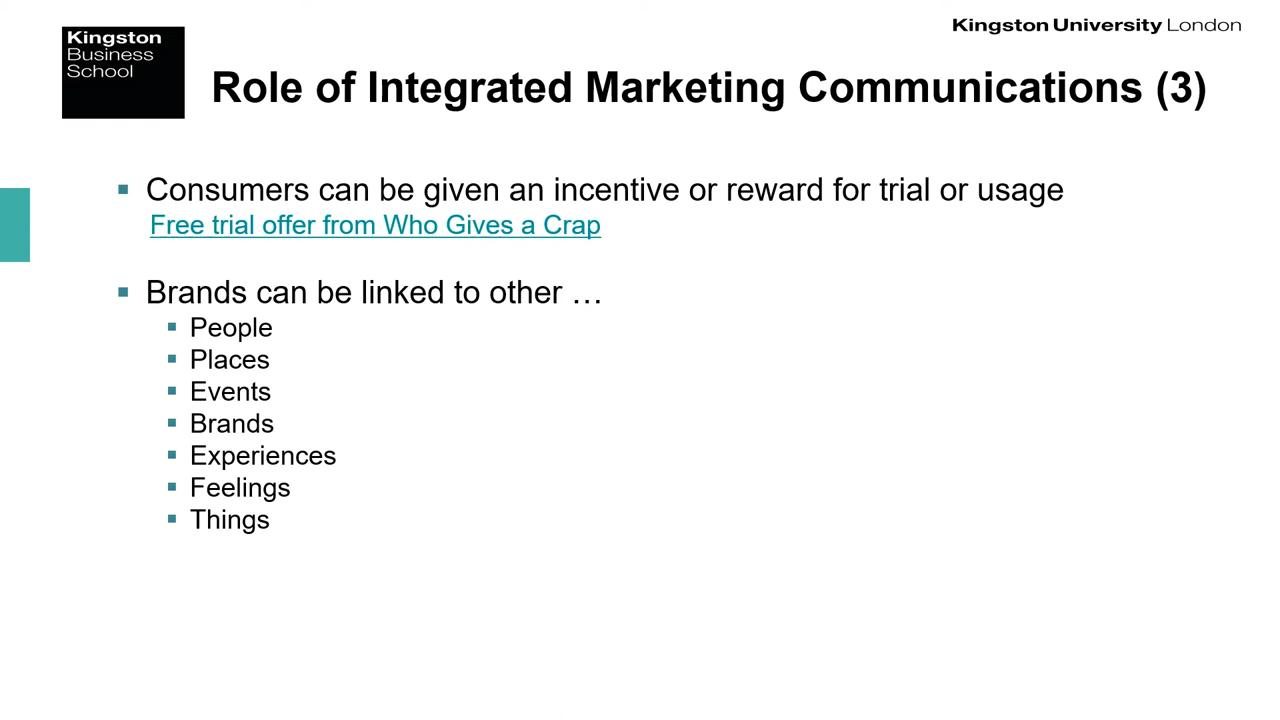 Kingston University London
Kingston
Business
School
Role of Integrated Marketing Communications (3)
Consumers can be given an incentive or reward for trial or usage
Free trial offer from Who Gives a Crap
Brands can be linked to other …
People
Places
Events
Brands
Experiences
Feelings
Things